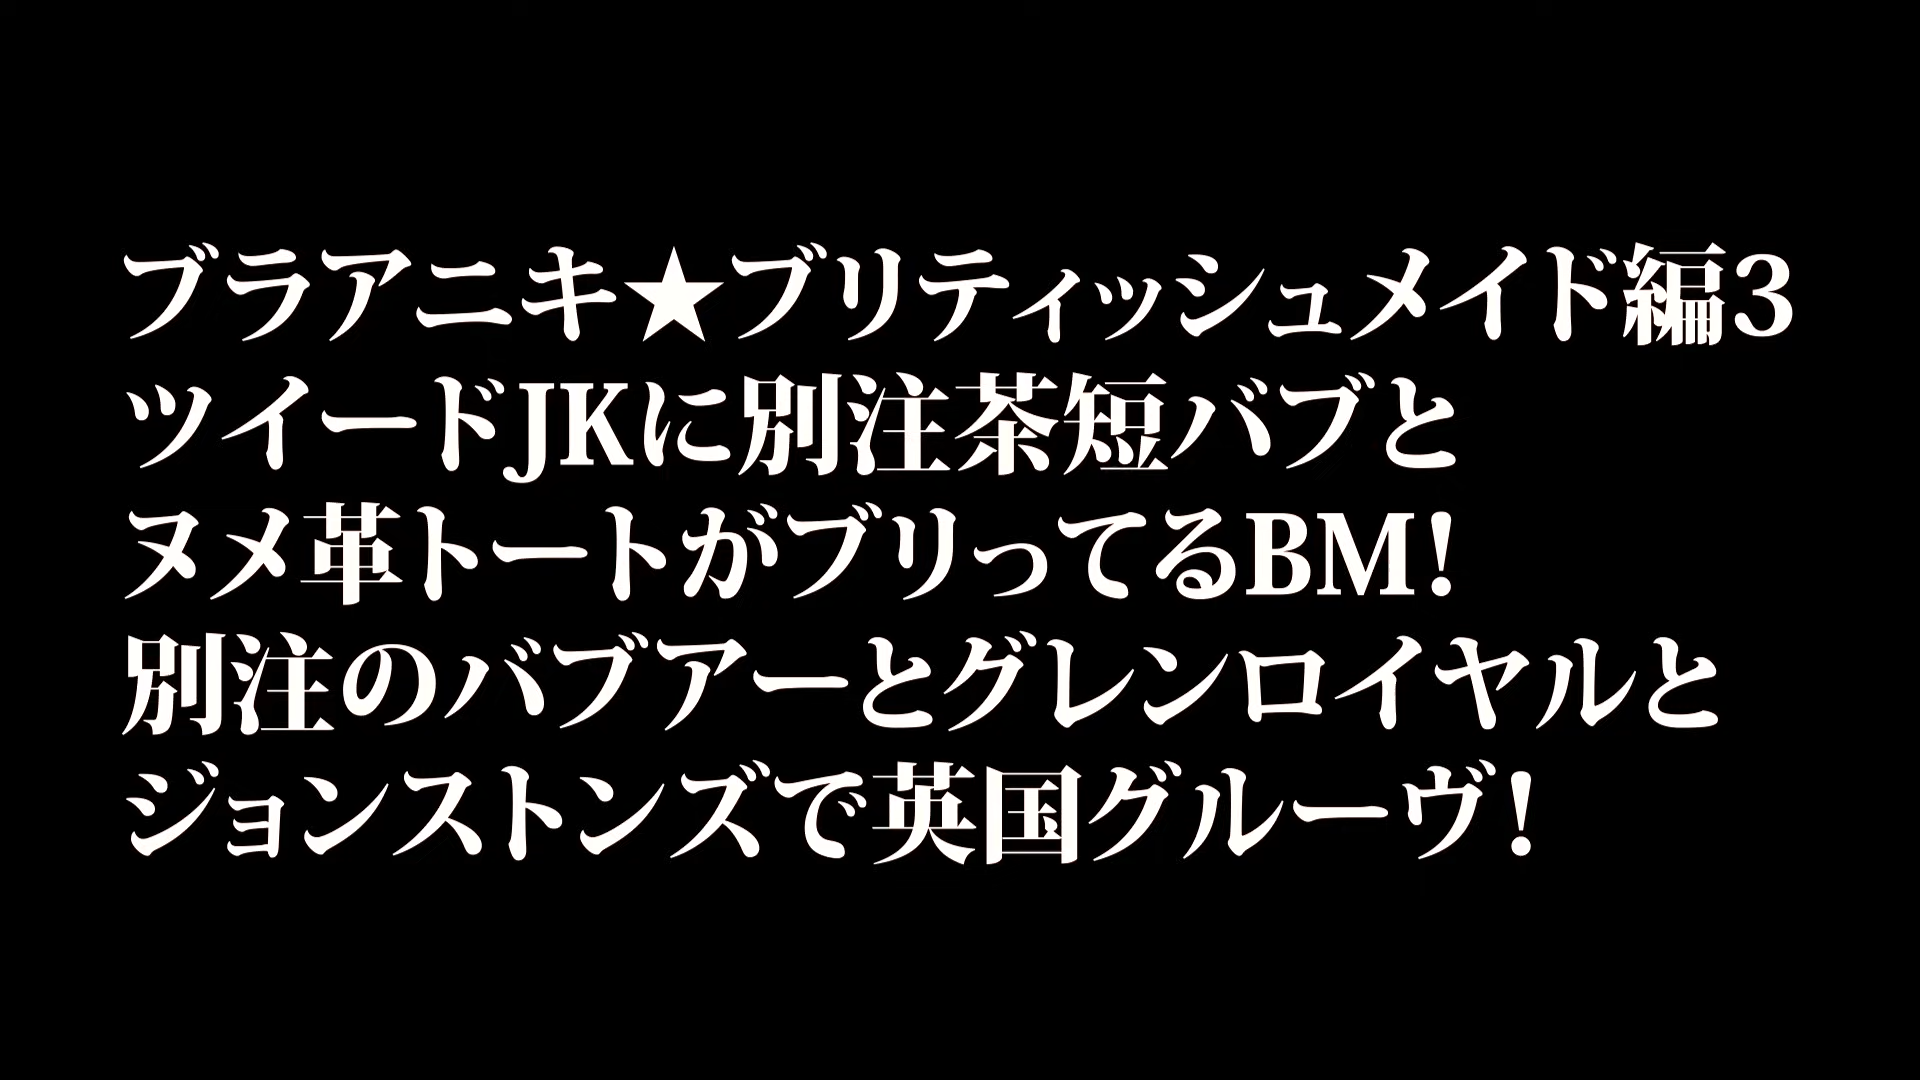 ブラアニキ★ブリティッシュメイド編3
ツイードJKに別注茶短バブと
ヌメ革トートがブリってるBM!
別注のバブアーとグレンロイヤルと
ジョンストンズで英国グルーヴ!